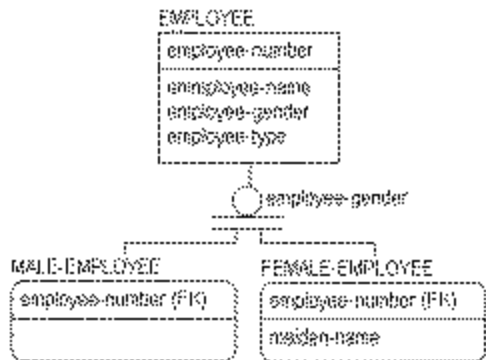 EMPLOYEE
employee-number
employee-name
employee-gender
employee-type
employee-gender
MALE-EMPLOYEE
employee-number (FK)
FEMALE-EMPLOYEE
employee-number (FK)
maiden-name